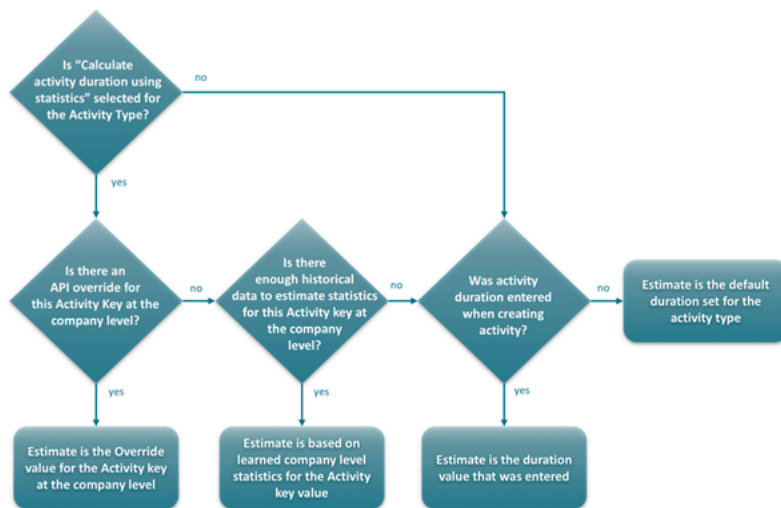 Is “Calculate
activity duration using
statistics” selected for
the Activity Type?
no
yes
Is there an
API override for
this Activity Key at the
company level?
no
Is there
enough historical
data to estimate statistics
for this Activity key at
the company
level?
no
Was activity
duration entered
when creating
activity?
no
Estimate is the default
duration set for the
activity type
yes
yes
yes
Estimate is the Override
value for the Activity key
at the company level
Estimate is based on
learned company level
statistics for the Activity
key value
Estimate is the duration
value that was entered